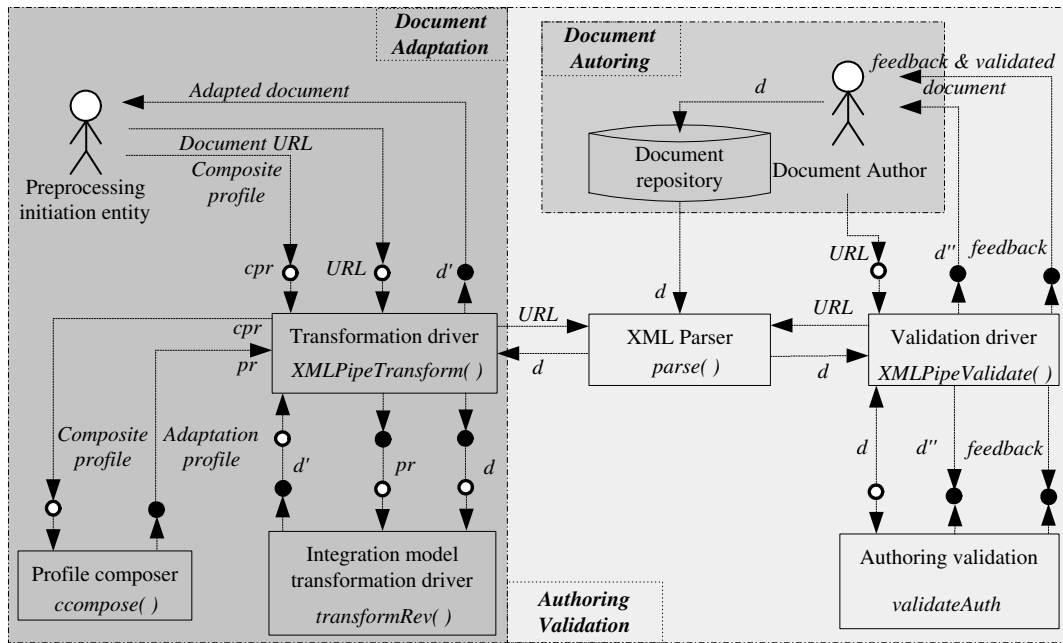 Document
Adaptation
Document
Autoring
feedback & validated
document
Adapted document
d
Document URL
Composite
profile
Preprocessing
initiation entity
Document
repository
Document Author
cpr
URL
d'
URL
d''
feedback
d
cpr
pr
Transformation driver
XMLPipeTransform( )
URL
d
XML Parser
parse( )
URL
d
Validation driver
XMLPipeValidate( )
Composite
profile
Adaptation
profile
d'
pr
d
d
d''
feedback
Profile composer
ccompose( )
Integration model
transformation driver
transformRev( )
Authoring validation
validateAuth
Authoring
Validation